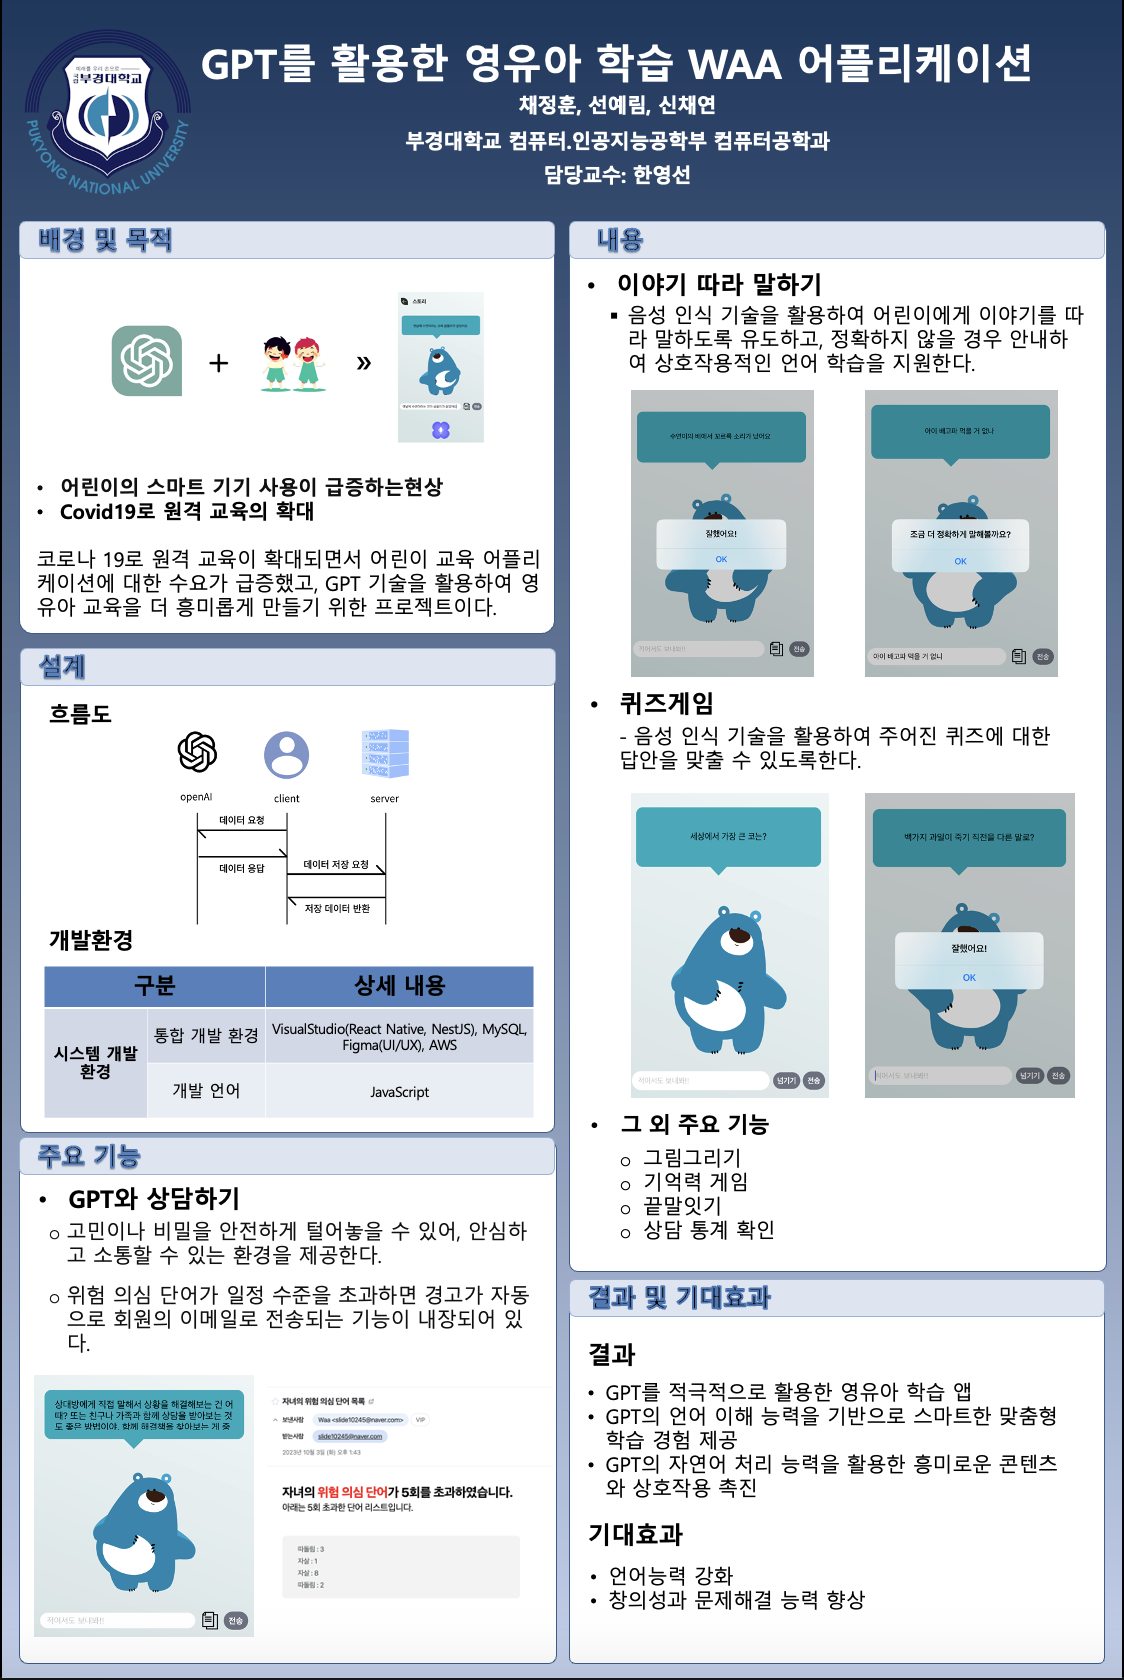 미래를 우리 손으로
국립부경대학교
PUKYONG NATIONAL UNIVERSITY
GPT를 활용한 영유아 학습 WAA 어플리케이션
채정훈, 선예림, 신채연
부경대학교 컴퓨터.인공지능공학부 컴퓨터공학과
담당교수: 한영선
배경 및 목적
+
»
스토리
• 어린이의 스마트 기기 사용이 급증하는현상
• Covid19로 원격 교육의 확대
코로나 19로 원격 교육이 확대되면서 어린이 교육 어플리
케이션에 대한 수요가 급증했고, GPT 기술을 활용하여 영
유아 교육을 더 흥미롭게 만들기 위한 프로젝트이다.
설계
흐름도
openAI
client
server
데이터 요청
데이터 응답
데이터 저장 요청
저장 데이터 반환
개발환경
구분
상세 내용
시스템 개발
환경
통합 개발 환경
VisualStudio(React Native, NestJS), MySQL,
Figma(UI/UX), AWS
개발 언어
JavaScript
주요 기능
• GPT와 상담하기
o 고민이나 비밀을 안전하게 털어놓을 수 있어, 안심하
고 소통할 수 있는 환경을 제공한다.
o 위험 의심 단어가 일정 수준을 초과하면 경고가 자동
으로 회원의 이메일로 전송되는 기능이 내장되어 있
다.
상대방에게 직접 말해서 상황을 해결해보는 건 어
때? 또는 친구나 가족과 함께 상담을 받아보는 것
도 좋은 방법이야. 함께 해결책을 찾아보는 게 중
적어서도 보내봐!!
전송
자녀의 위험 의심 단어 목록
보낸사람 Waa <slide10245@naver.com> VIP
받는사람 slide10245@naver.com
2023년 10월 3일 (화) 오후 1:43
자녀의 위험 의심 단어가 5회를 초과하였습니다.
아래는 5회 초과한 단어 리스트입니다.
따돌림 : 3
자살 : 1
자살 : 8
따돌림 : 2
내용
• 이야기 따라 말하기
▪ 음성 인식 기술을 활용하여 어린이에게 이야기를 따
라 말하도록 유도하고, 정확하지 않을 경우 안내하
여 상호작용적인 언어 학습을 지원한다.
수연이의 배에서 꼬르륵 소리가 났어요
잘했어요!
OK
적어서도 보내봐!!
전송
아이 배고파 먹을 거 없나
조금 더 정확하게 말해볼까요?
OK
아이 배고파 먹을 거 없니
전송
• 퀴즈게임
- 음성 인식 기술을 활용하여 주어진 퀴즈에 대한
답안을 맞출 수 있도록한다.
세상에서 가장 큰 코는?
적어서도 보내봐!!
넘기기
전송
백가지 과일이 죽기 직전을 다른 말로?
잘했어요!
OK
적어서도 보내봐!!
넘기기
전송
• 그 외 주요 기능
o 그림그리기
o 기억력 게임
o 끝말잇기
o 상담 통계 확인
결과 및 기대효과
결과
• GPT를 적극적으로 활용한 영유아 학습 앱
• GPT의 언어 이해 능력을 기반으로 스마트한 맞춤형
학습 경험 제공
• GPT의 자연어 처리 능력을 활용한 흥미로운 콘텐츠
와 상호작용 촉진
기대효과
• 언어능력 강화
• 창의성과 문제해결 능력 향상